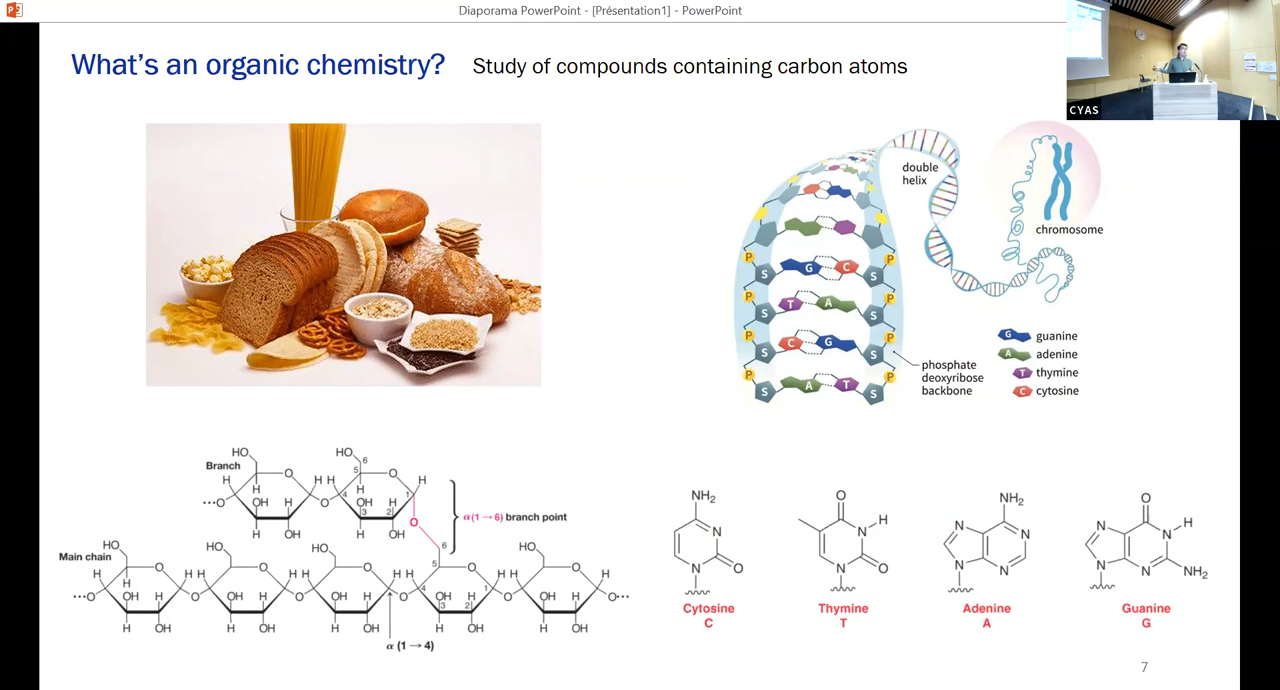 Diaporama PowerPoint - [Présentation1] - PowerPoint
What's an organic chemistry?
Study of compounds containing carbon atoms
CYAS
double
helix
chromosome
P
S
G
C
P
S
P
S
T
A
P
S
P
S
C
G
P
S
P
S
A
T
P
S
phosphate
deoxyribose
backbone
G guanine
A adenine
T thymine
C cytosine
Branch
HO
O
H
H
OH
H
H
OH
···O
O
HO
6
5
O
H
H
4
1
OH
3
H
2
H
OH
O
α(1 → 6) branch point
Main chain
HO
O
H
H
OH
H
H
OH
···O
O
HO
O
H
H
OH
H
H
OH
O
HO
O
H
H
OH
H
H
OH
O
6
5
O
H
H
4
1
OH
3
H
2
H
OH
O
HO
O
H
H
OH
H
H
OH
O···
α (1 → 4)
NH₂
N
N
O
Cytosine
C
O
N
H
N
O
Thymine
T
NH₂
N
N
N
N
Adenine
A
O
N
N
H
N
N
NH₂
Guanine
G
7